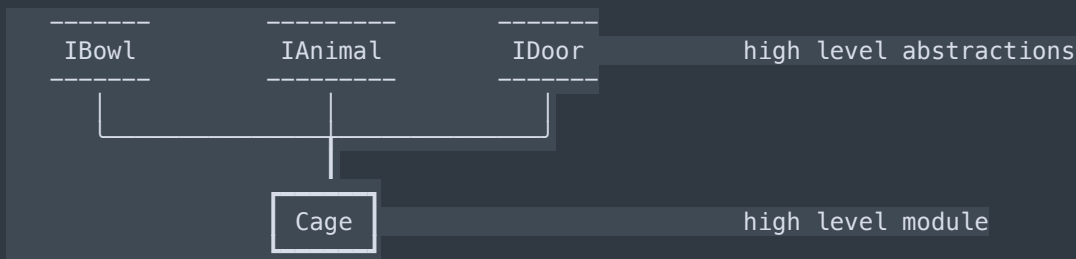 IBowl IAnimal IDoor high level abstractions
Cage high level module